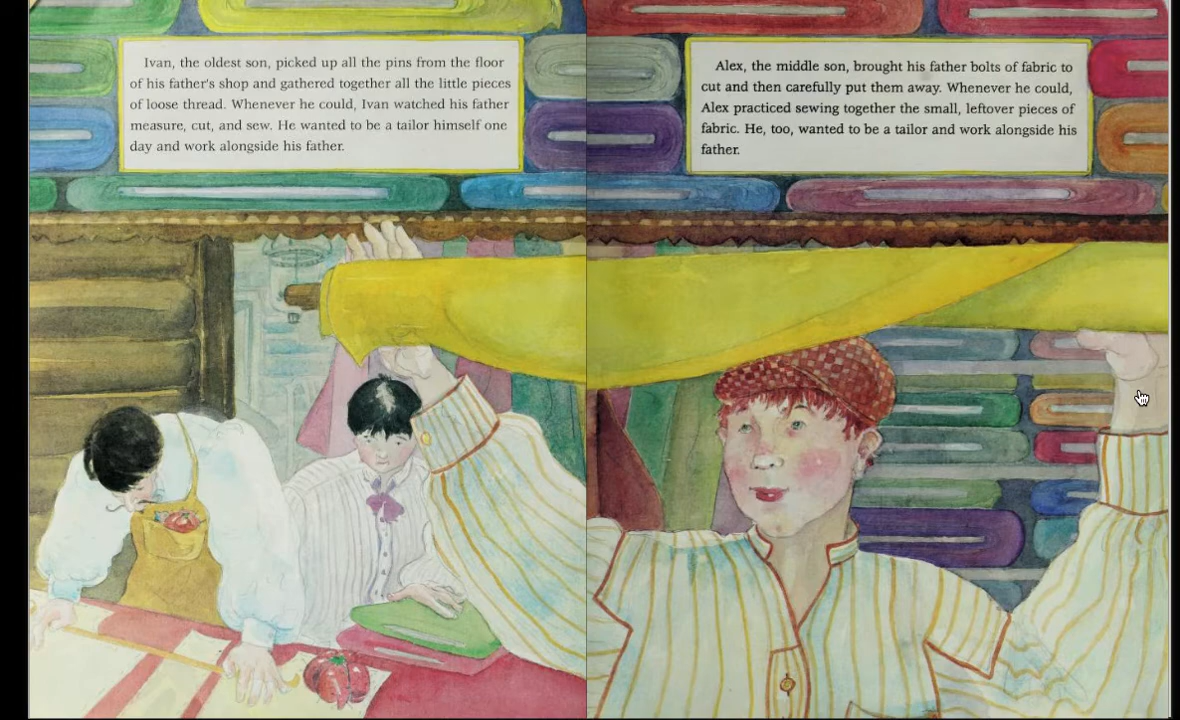 Ivan, the oldest son, picked up all the pins from the floor
of his father's shop and gathered together all the little pieces
of loose thread. Whenever he could, Ivan watched his father
measure, cut, and sew. He wanted to be a tailor himself one
day and work alongside his father.
Alex, the middle son, brought his father bolts of fabric to
cut and then carefully put them away. Whenever he could,
Alex practiced sewing together the small, leftover pieces of
fabric. He, too, wanted to be a tailor and work alongside his
father.